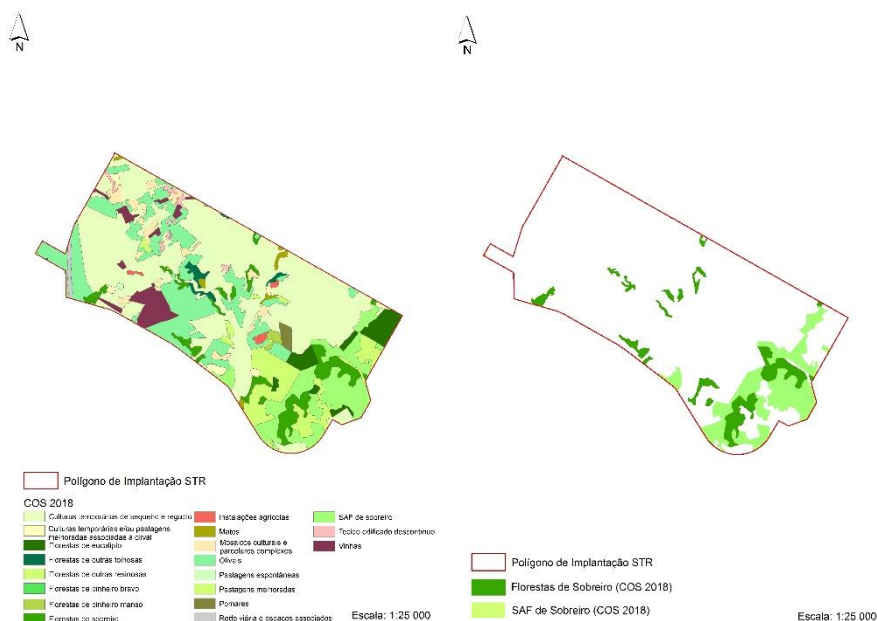 N
N
Polígono de Implantação STR
COS 2018
Culturas temporárias de sequeiro e regadio
Culturas temporárias e/ou pastagens
melhoradas associadas a olival
Florestas de eucalipto
Florestas de outras folhosas
Florestas de outras resinosas
Florestas de pinheiro bravo
Florestas de pinheiro manso
Florestas de sobreiro
Instalações agrícolas
Matos
Mosaicos culturais e
parcelares complexos
Olivais
Pastagens espontâneas
Pastagens melhoradas
Pomares
Rede viária e espaços associados
SAF de sobreiro
Tecido edificado descontínuo
Vinhas
Escala: 1:25 000
Polígono de Implantação STR
Florestas de Sobreiro (COS 2018)
SAF de Sobreiro (COS 2018)
Escala: 1:25 000